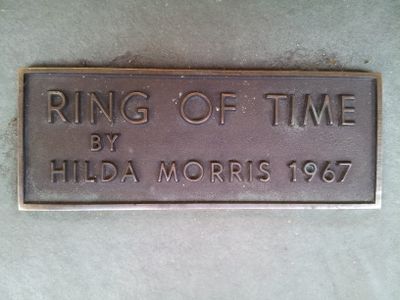 RING OF TIME
BY
HILDA MORRIS 1967